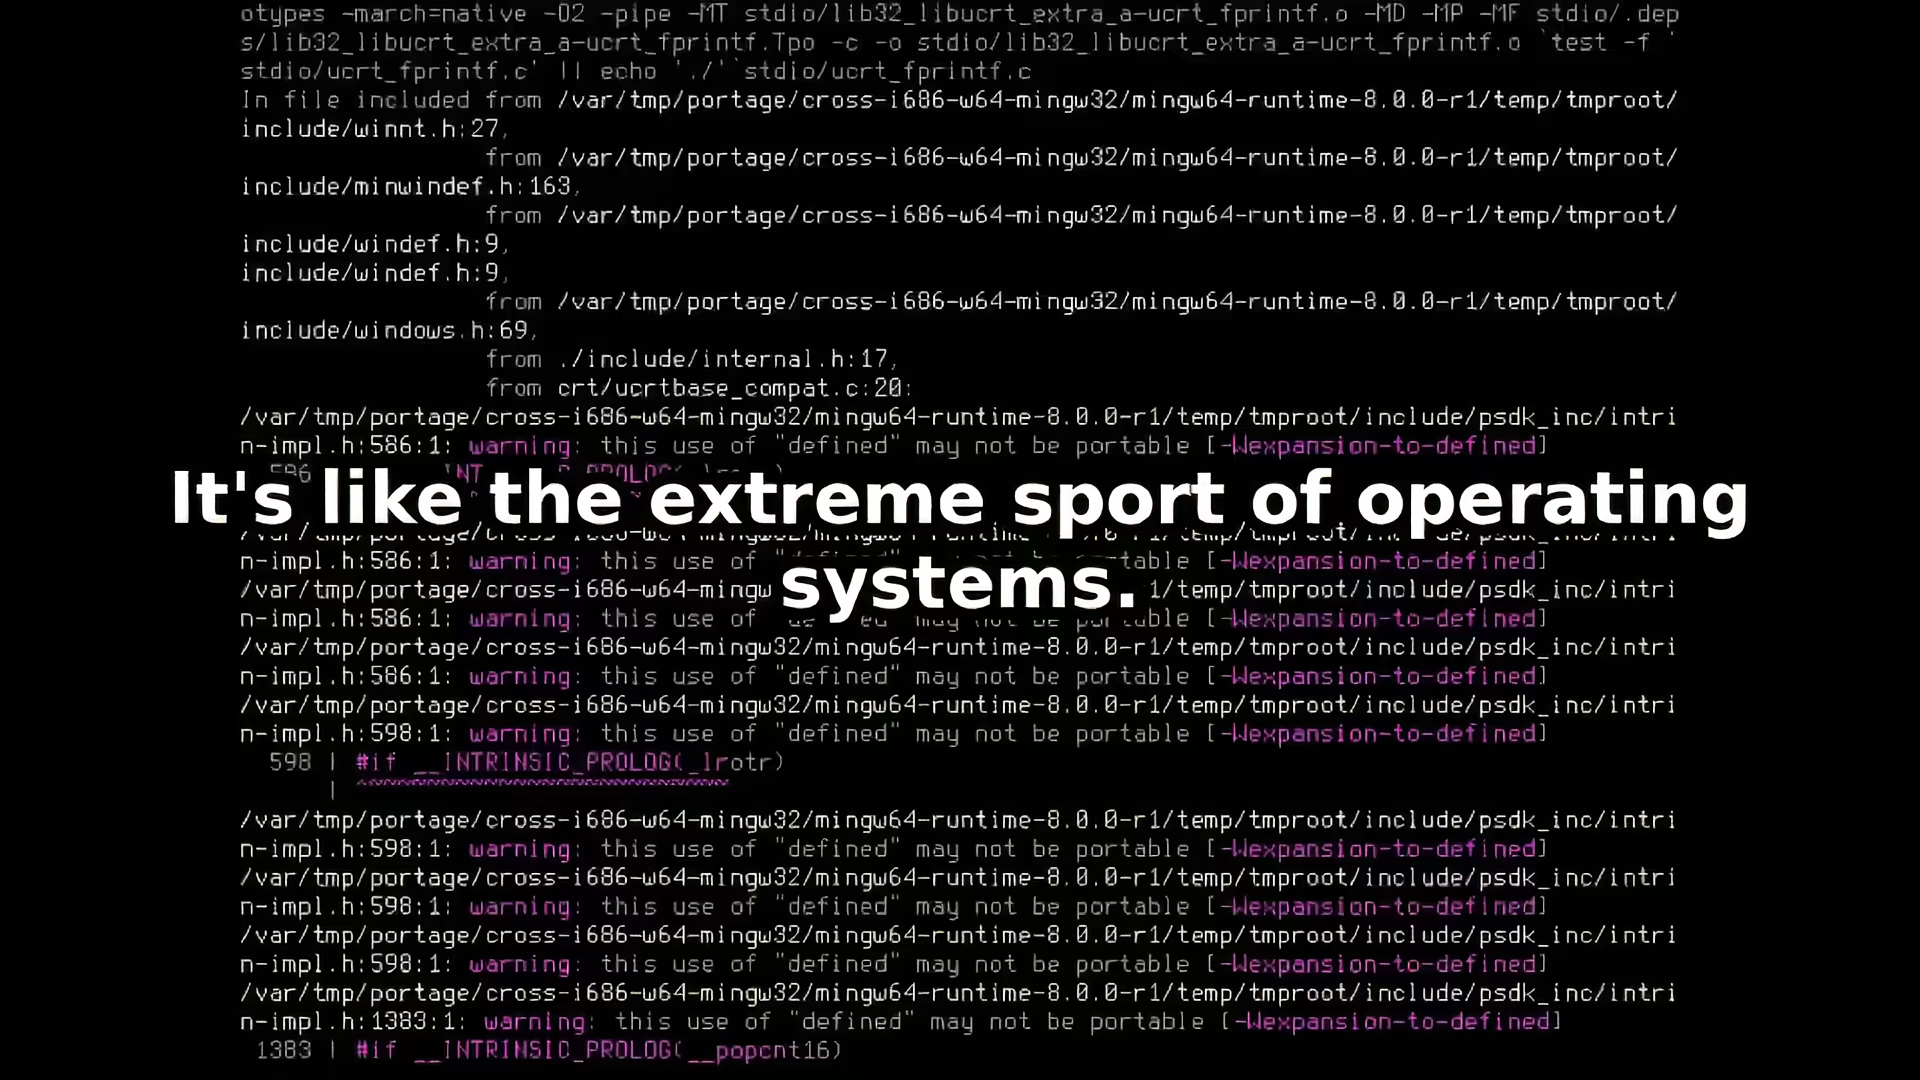 otypes -march=native -O2 -pipe -MT stdio/lib32_libucrt_extra_a-ucrt_fprintf.o -MD -MP -MF stdio/.dep
s/lib32_libucrt_extra_a-ucrt_fprintf.Tpo -c -o stdio/lib32_libucrt_extra_a-ucrt_fprintf.o `test -f '
stdio/ucrt_fprintf.c' || echo './'`stdio/ucrt_fprintf.c
In file included from /var/tmp/portage/cross-i686-w64-mingw32/mingw64-runtime-8.0.0-r1/temp/tmproot/
include/winnt.h:27,
from /var/tmp/portage/cross-i686-w64-mingw32/mingw64-runtime-8.0.0-r1/temp/tmproot/
include/minwindef.h:163,
from /var/tmp/portage/cross-i686-w64-mingw32/mingw64-runtime-8.0.0-r1/temp/tmproot/
include/windef.h:9,
include/windef.h:9,
from /var/tmp/portage/cross-i686-w64-mingw32/mingw64-runtime-8.0.0-r1/temp/tmproot/
include/windows.h:69,
from ./include/internal.h:17,
from crt/ucrtbase_compat.c:20:
/var/tmp/portage/cross-i686-w64-mingw32/mingw64-runtime-8.0.0-r1/temp/tmproot/include/psdk_inc/intri
n-impl.h:586:1: warning: this use of "defined" may not be portable [-Wexpansion-to-defined]
It's like the extreme sport of operating
systems.
n-impl.h:586:1: warning: this use of [-Wexpansion-to-defined]
/var/tmp/portage/cross-i686-w64-mingw 1/temp/tmproot/include/psdk_inc/intri
n-impl.h:586:1: warning: this use of [-Wexpansion-to-defined]
/var/tmp/portage/cross-i686-w64-mingw32/mingw64-runtime-8.0.0-r1/temp/tmproot/include/psdk_inc/intri
n-impl.h:586:1: warning: this use of "defined" may not be portable [-Wexpansion-to-defined]
/var/tmp/portage/cross-i686-w64-mingw32/mingw64-runtime-8.0.0-r1/temp/tmproot/include/psdk_inc/intri
n-impl.h:598:1: warning: this use of "defined" may not be portable [-Wexpansion-to-defined]
598 | #if __INTRINSIC_PROLOG(_lrotr)
| ^~~~~~~~~~~~~~~~~~~~~~~~~~
/var/tmp/portage/cross-i686-w64-mingw32/mingw64-runtime-8.0.0-r1/temp/tmproot/include/psdk_inc/intri
n-impl.h:598:1: warning: this use of "defined" may not be portable [-Wexpansion-to-defined]
/var/tmp/portage/cross-i686-w64-mingw32/mingw64-runtime-8.0.0-r1/temp/tmproot/include/psdk_inc/intri
n-impl.h:598:1: warning: this use of "defined" may not be portable [-Wexpansion-to-defined]
/var/tmp/portage/cross-i686-w64-mingw32/mingw64-runtime-8.0.0-r1/temp/tmproot/include/psdk_inc/intri
n-impl.h:598:1: warning: this use of "defined" may not be portable [-Wexpansion-to-defined]
/var/tmp/portage/cross-i686-w64-mingw32/mingw64-runtime-8.0.0-r1/temp/tmproot/include/psdk_inc/intri
n-impl.h:1383:1: warning: this use of "defined" may not be portable [-Wexpansion-to-defined]
1383 | #if __INTRINSIC_PROLOG(__popcnt16)